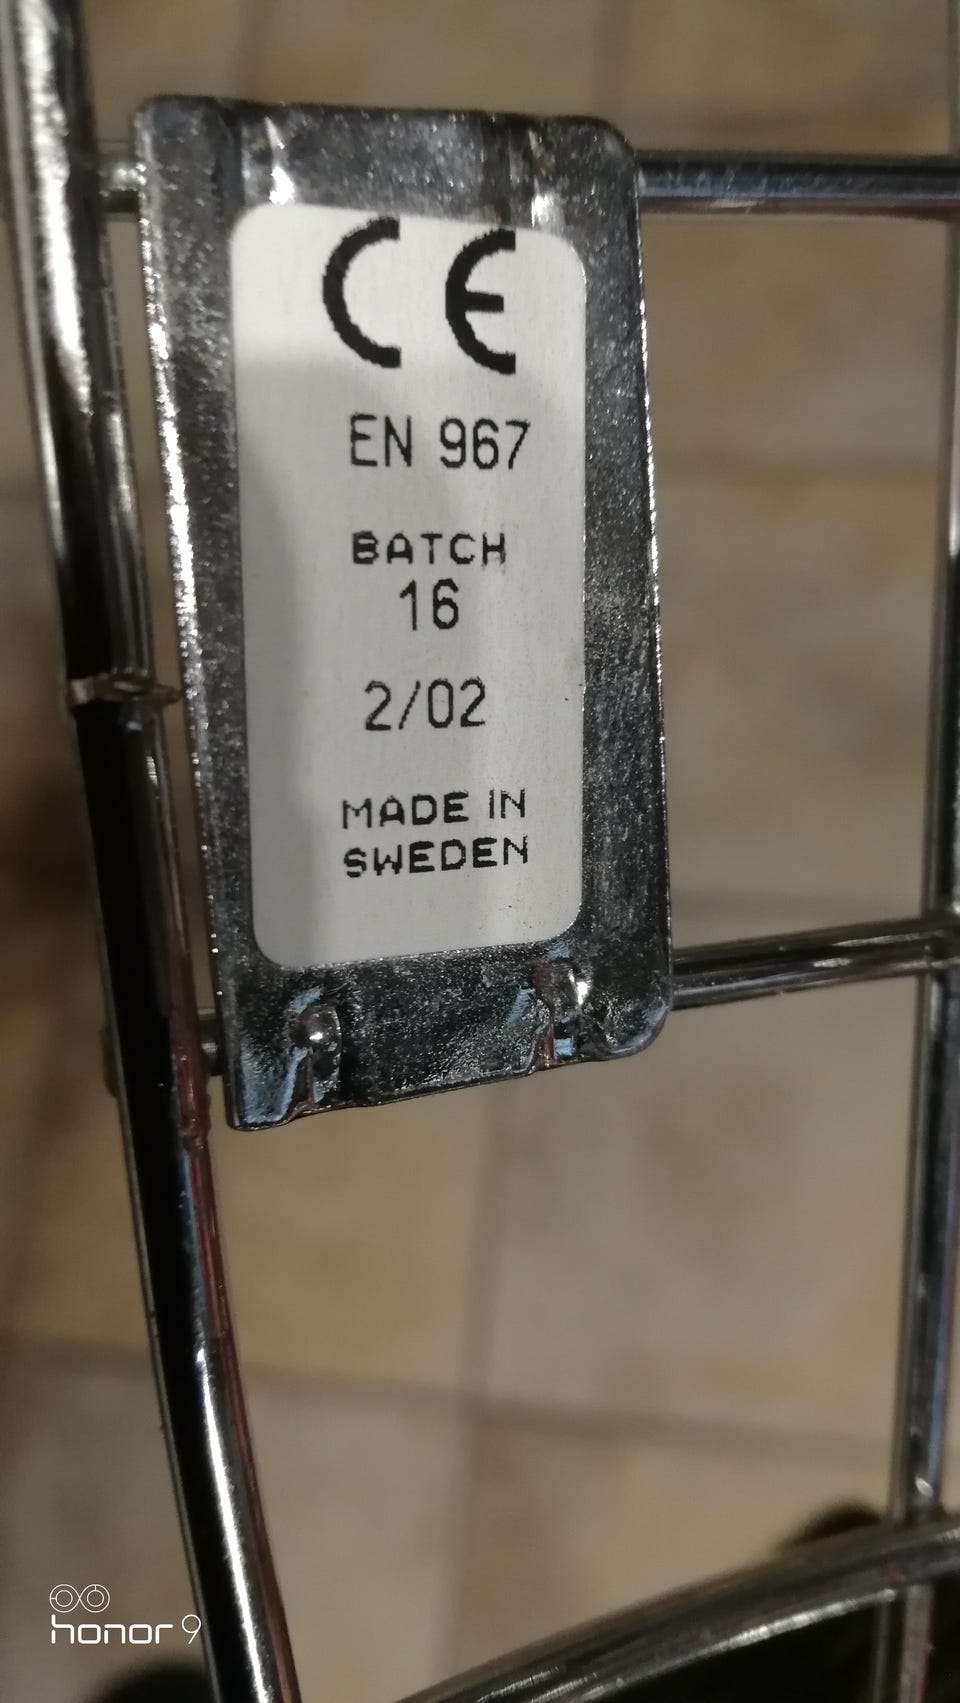 CE
EN 967
BATCH
16
2/02
MADE IN
SWEDEN
honor 9